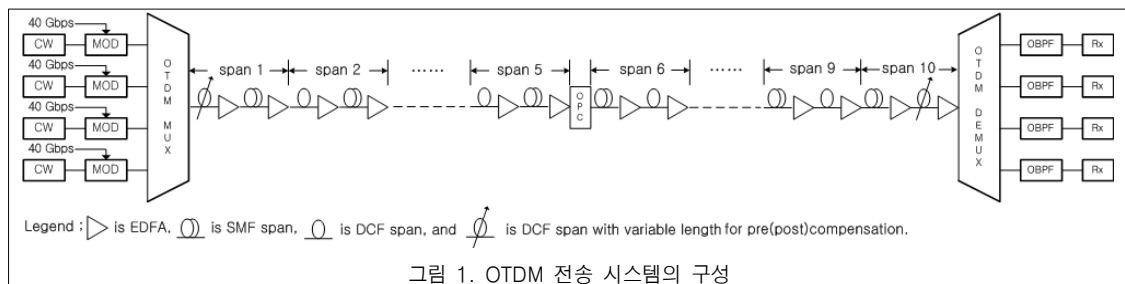 40 Gbps
CW
MOD
40 Gbps
CW
MOD
40 Gbps
CW
MOD
40 Gbps
CW
MOD
OTDM MUX
span 1
span 2
......
span 5
OPC
span 6
......
span 9
span 10
OTDM DEMUX
OBPF
Rx
OBPF
Rx
OBPF
Rx
OBPF
Rx
Legend ; is EDFA, is SMF span, is DCF span, and is DCF span with variable length for pre(post)compensation.
그림 1. OTDM 전송 시스템의 구성